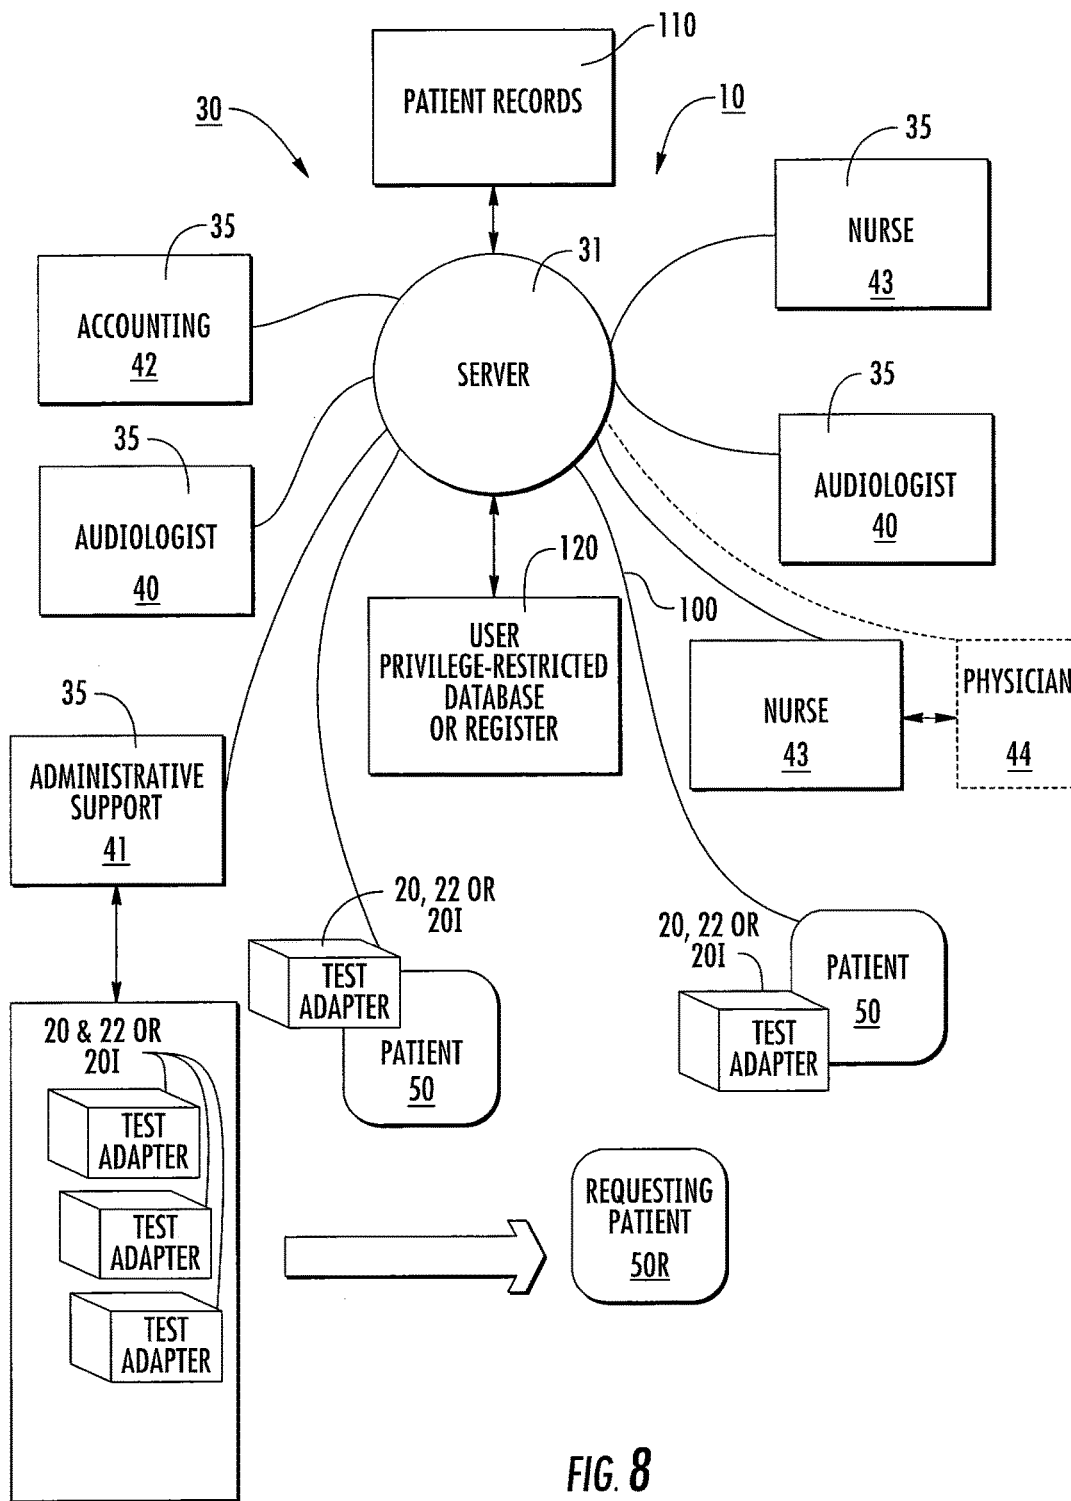 110
PATIENT RECORDS
30
10
35
NURSE
43
35
ACCOUNTING
42
31
SERVER
35
AUDIOLOGIST
40
35
AUDIOLOGIST
40
120
USER
PRIVILEGE-RESTRICTED
DATABASE
OR REGISTER
100
NURSE
43
PHYSICIAN
44
35
ADMINISTRATIVE
SUPPORT
41
20, 22 OR
20I
TEST
ADAPTER
PATIENT
50
20, 22 OR
20I
TEST
ADAPTER
PATIENT
50
20 & 22 OR
20I
TEST
ADAPTER
TEST
ADAPTER
TEST
ADAPTER
REQUESTING
PATIENT
50R
FIG. 8